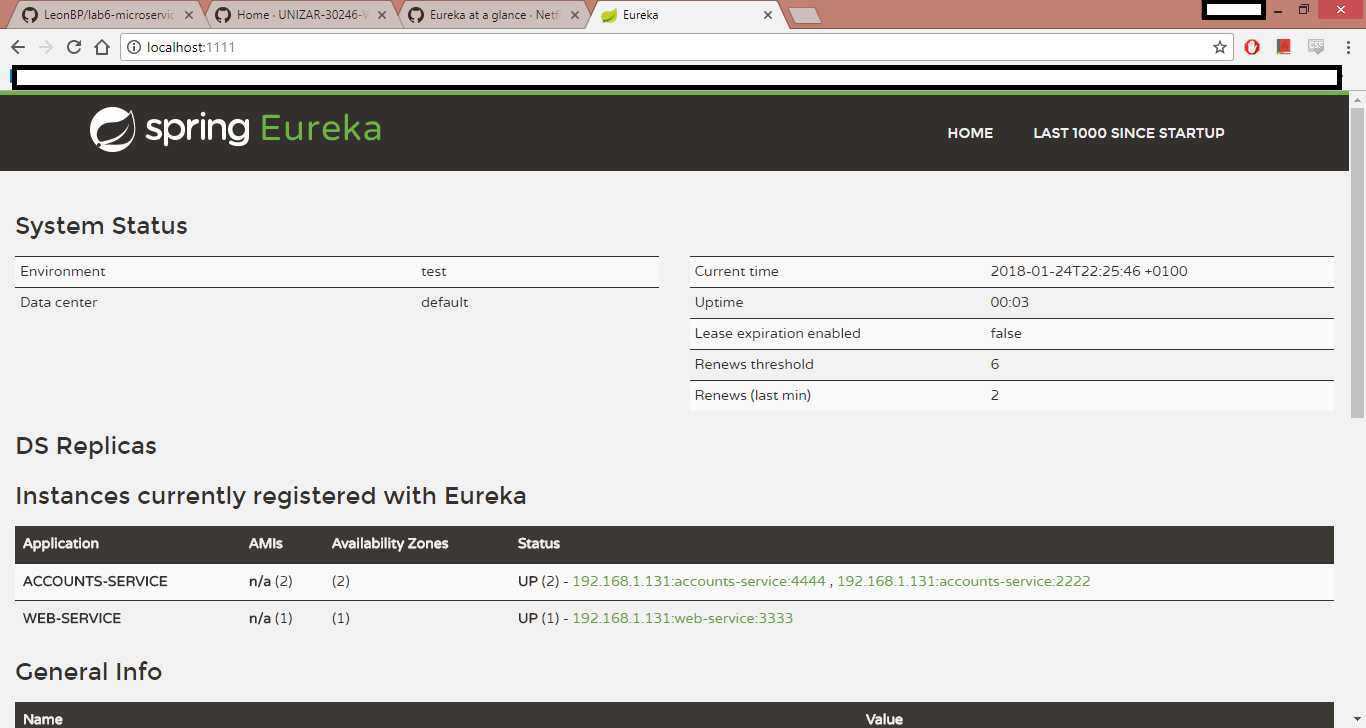 LeonBP/lab6-microservic
Home · UNIZAR-30246-W
Eureka at a glance · Netfl
Eureka
localhost:1111
spring Eureka
HOME LAST 1000 SINCE STARTUP
System Status
Environment test
Data center default
Current time 2018-01-24T22:25:46 +0100
Uptime 00:03
Lease expiration enabled false
Renews threshold 6
Renews (last min) 2
DS Replicas
Instances currently registered with Eureka
Application AMIs Availability Zones Status
ACCOUNTS-SERVICE n/a (2) (2) UP (2) - 192.168.1.131:accounts-service:4444 , 192.168.1.131:accounts-service:2222
WEB-SERVICE n/a (1) (1) UP (1) - 192.168.1.131:web-service:3333
General Info
Name Value